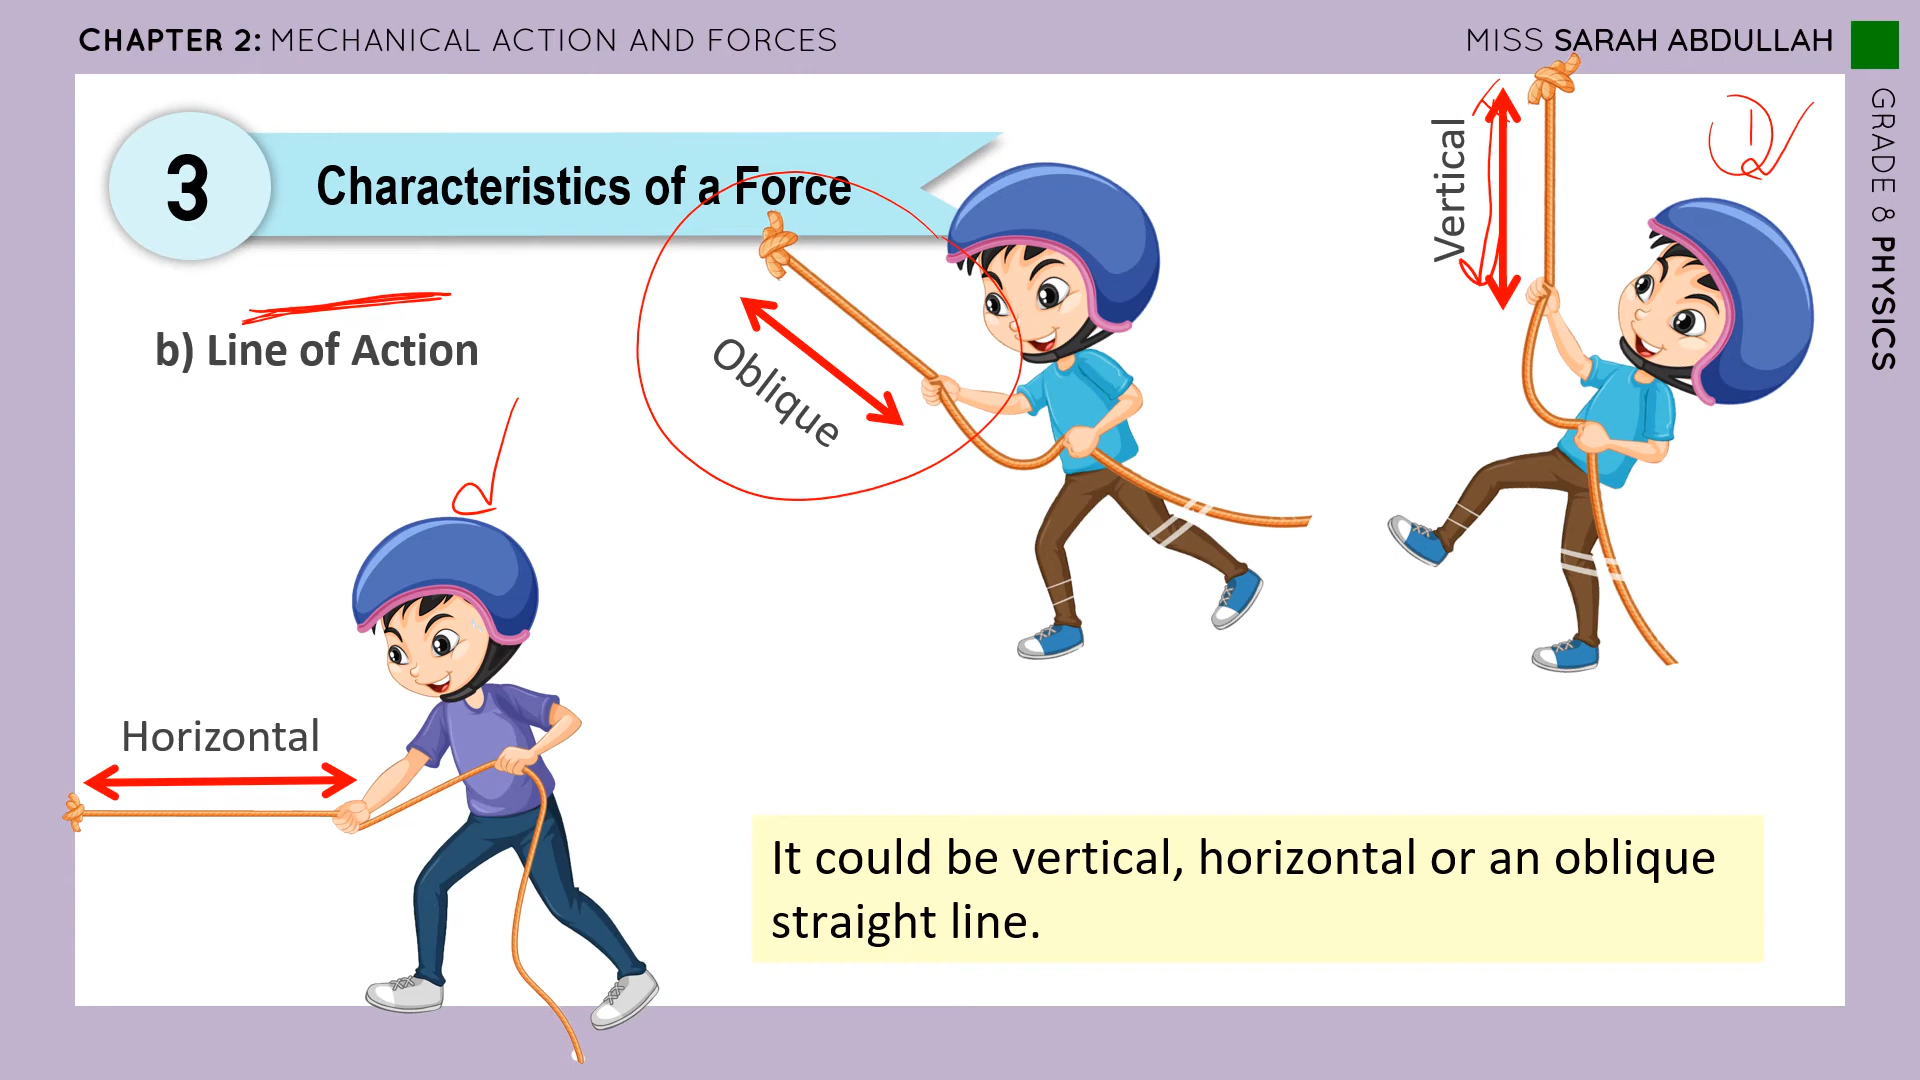 CHAPTER 2: MECHANICAL ACTION AND FORCES
MISS SARAH ABDULLAH
GRADE 8 PHYSICS
3
Characteristics of a Force
b) Line of Action
Oblique
Vertical
Horizontal
It could be vertical, horizontal or an oblique
straight line.